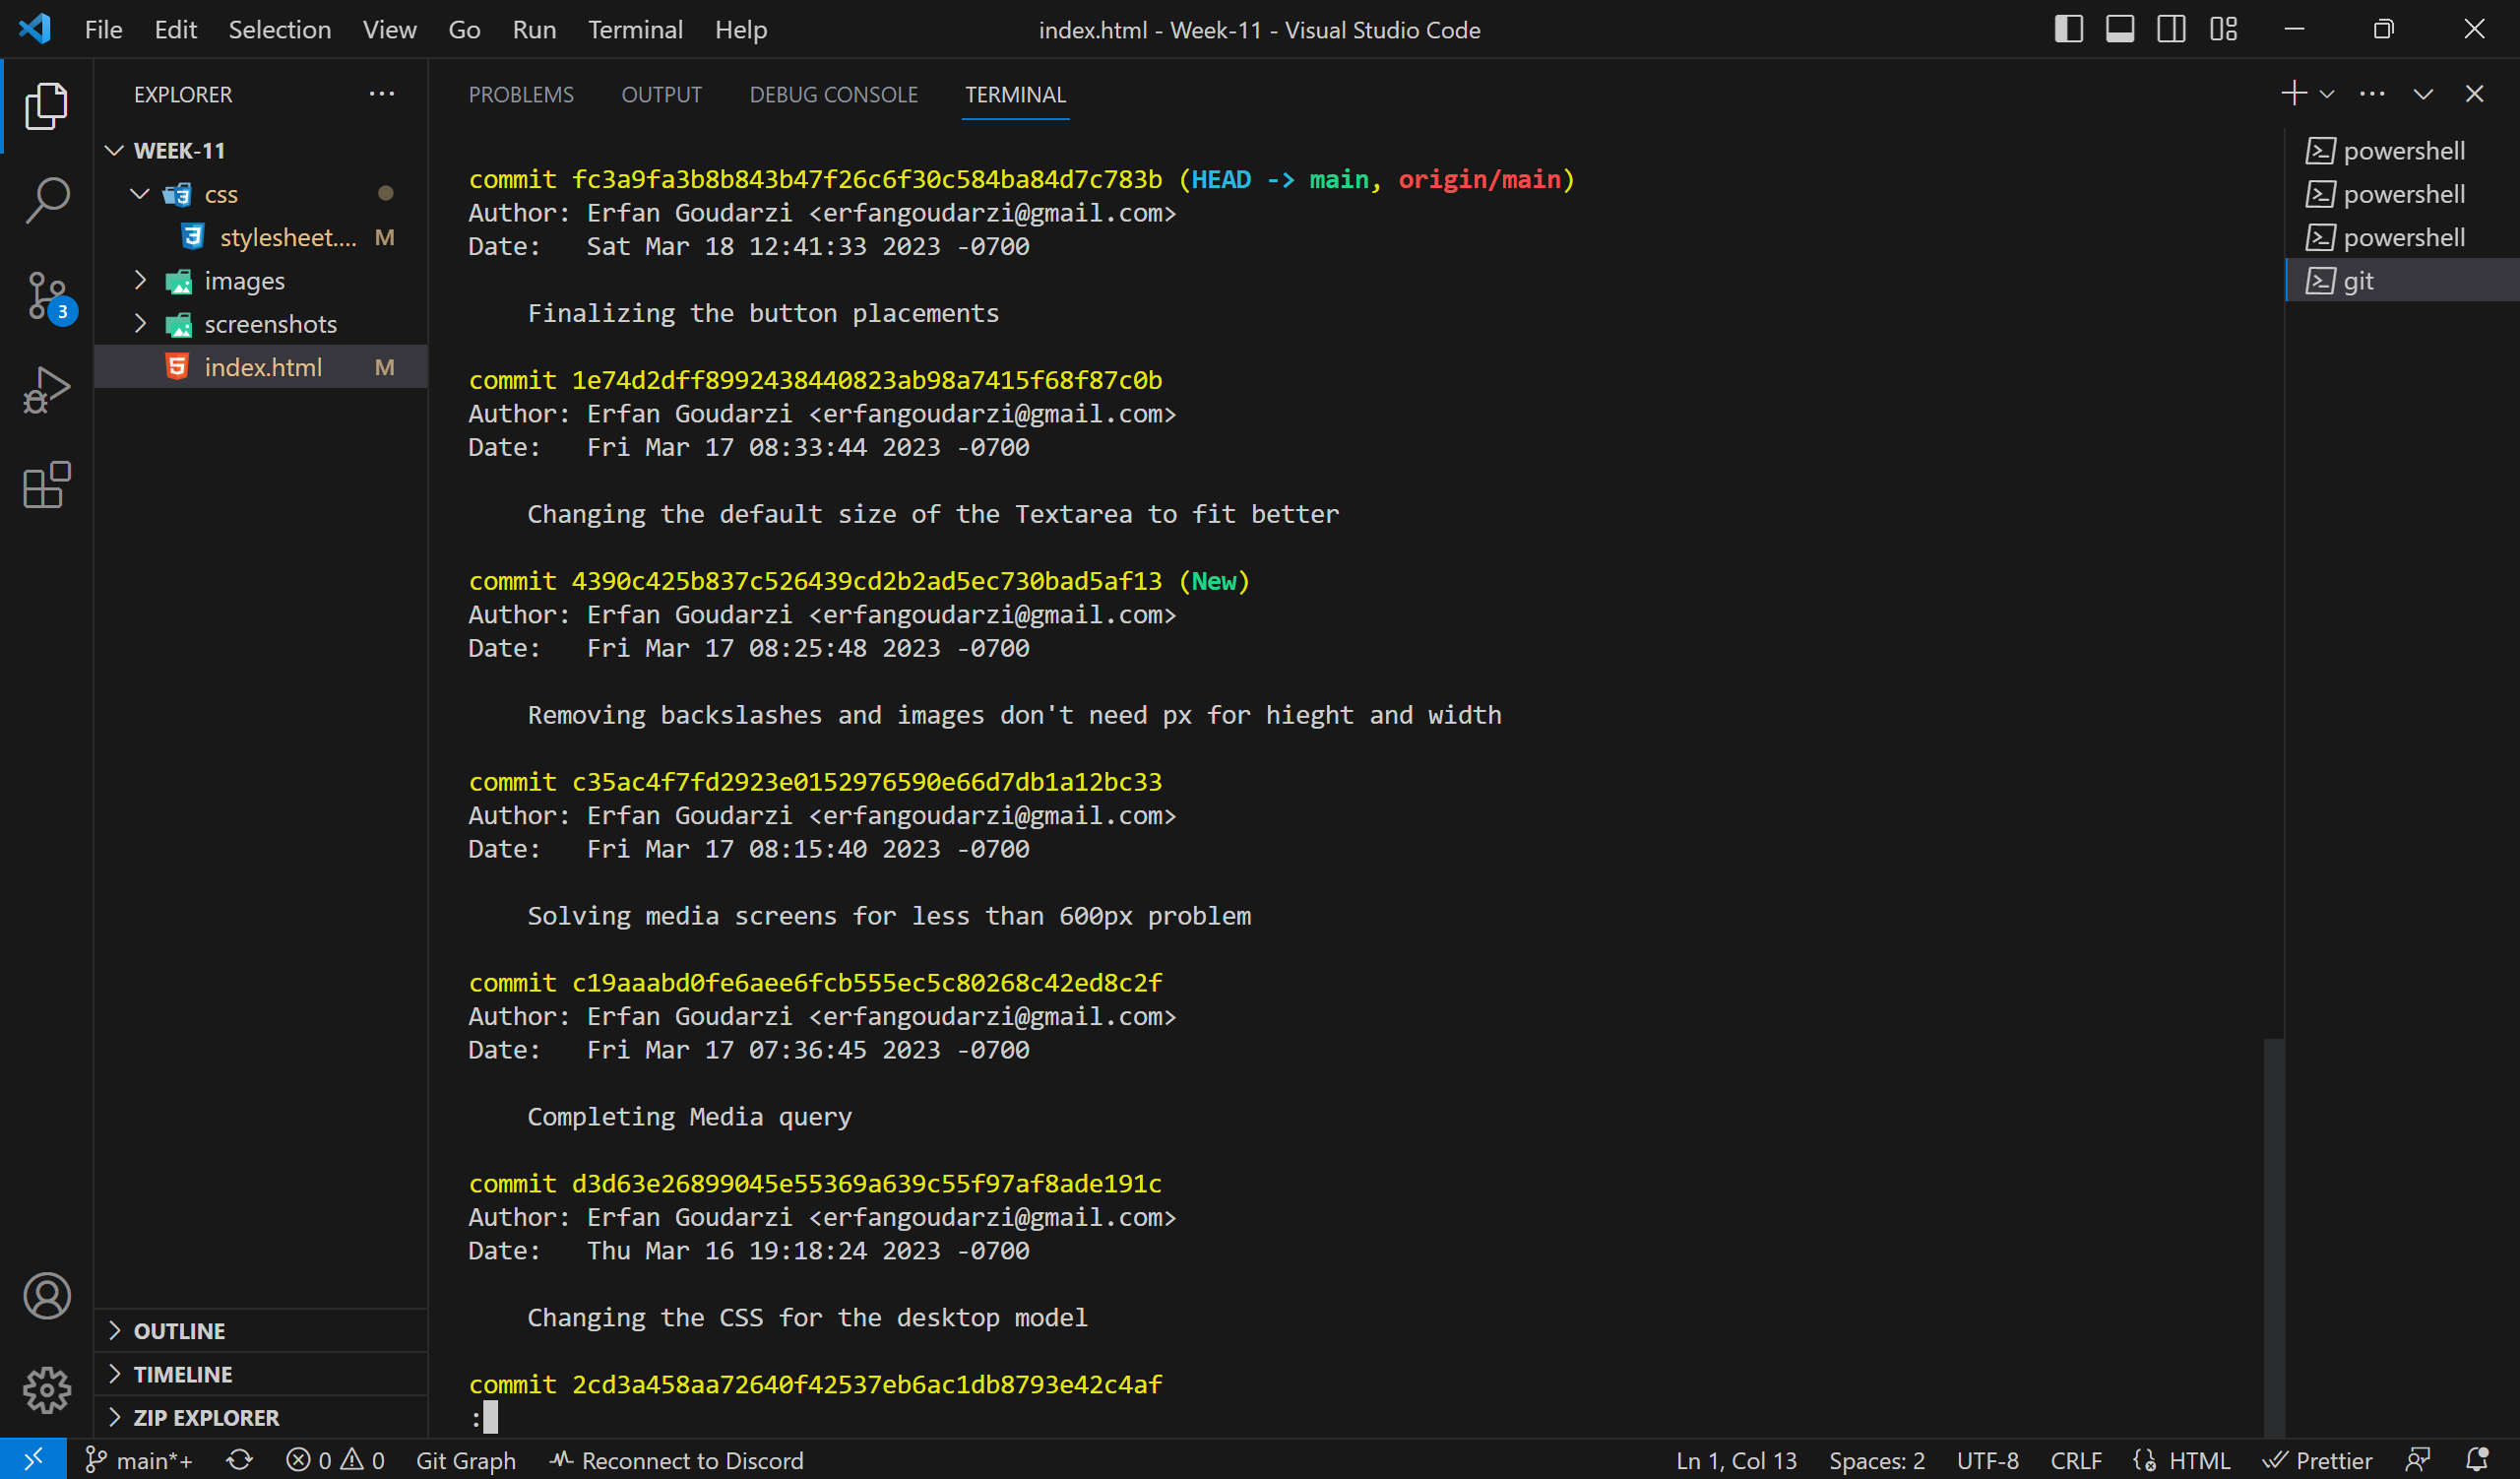 File Edit Selection View Go Run Terminal Help
index.html - Week-11 - Visual Studio Code
EXPLORER
WEEK-11
css
stylesheet.... M
images
screenshots
index.html M
3
OUTLINE
TIMELINE
ZIP EXPLORER
PROBLEMS OUTPUT DEBUG CONSOLE TERMINAL
commit fc3a9fa3b8b843b47f26c6f30c584ba84d7c783b (HEAD -> main, origin/main)
Author: Erfan Goudarzi <erfangoudarzi@gmail.com>
Date:   Sat Mar 18 12:41:33 2023 -0700
Finalizing the button placements
commit 1e74d2dff8992438440823ab98a7415f68f87c0b
Author: Erfan Goudarzi <erfangoudarzi@gmail.com>
Date:   Fri Mar 17 08:33:44 2023 -0700
Changing the default size of the Textarea to fit better
commit 4390c425b837c526439cd2b2ad5ec730bad5af13 (New)
Author: Erfan Goudarzi <erfangoudarzi@gmail.com>
Date:   Fri Mar 17 08:25:48 2023 -0700
Removing backslashes and images don't need px for hieght and width
commit c35ac4f7fd2923e0152976590e66d7db1a12bc33
Author: Erfan Goudarzi <erfangoudarzi@gmail.com>
Date:   Fri Mar 17 08:15:40 2023 -0700
Solving media screens for less than 600px problem
commit c19aaabd0fe6aee6fcb555ec5c80268c42ed8c2f
Author: Erfan Goudarzi <erfangoudarzi@gmail.com>
Date:   Fri Mar 17 07:36:45 2023 -0700
Completing Media query
commit d3d63e26899045e55369a639c55f97af8ade191c
Author: Erfan Goudarzi <erfangoudarzi@gmail.com>
Date:   Thu Mar 16 19:18:24 2023 -0700
Changing the CSS for the desktop model
commit 2cd3a458aa72640f42537eb6ac1db8793e42c4af
:
powershell
powershell
powershell
git
main*+ 0 0 Git Graph Reconnect to Discord Ln 1, Col 13 Spaces: 2 UTF-8 CRLF HTML Prettier